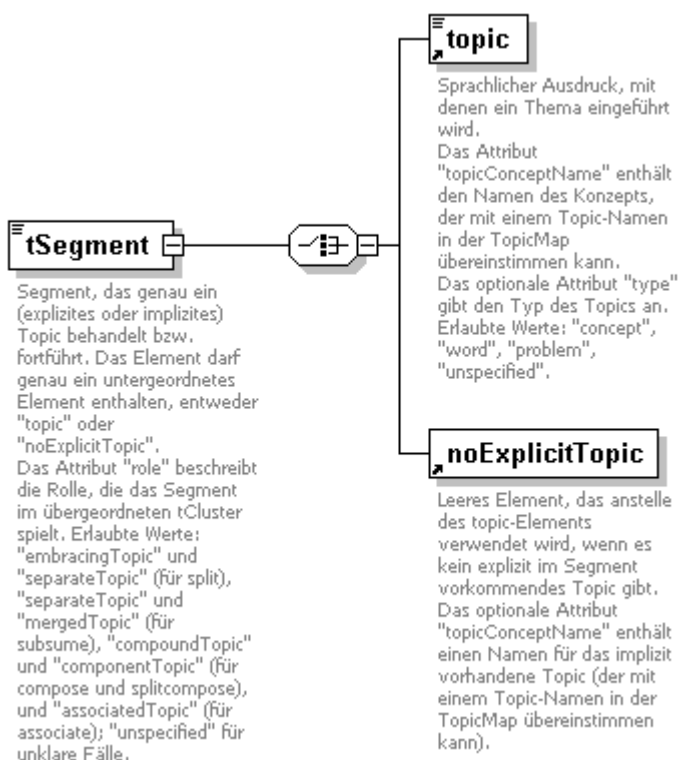 topic
Sprachlicher Ausdruck, mit
denen ein Thema eingeführt
wird.
Das Attribut
"topicConceptName" enthält
den Namen des Konzepts,
der mit einem Topic-Namen
in der TopicMap
übereinstimmen kann.
Das optionale Attribut "type"
gibt den Typ des Topics an.
Erlaubte Werte: "concept",
"word", "problem",
"unspecified".
tSegment
Segment, das genau ein
(explizites oder implizites)
Topic behandelt bzw.
fortführt. Das Element darf
genau ein untergeordnetes
Element enthalten, entweder
"topic" oder
"noExplicitTopic".
Das Attribut "role" beschreibt
die Rolle, die das Segment
im übergeordneten tCluster
spielt. Erlaubte Werte:
"embracingTopic" und
"separateTopic" (für split),
"separateTopic" und
"mergedTopic" (für
subsume), "compoundTopic"
und "componentTopic" (für
compose und splitcompose),
und "associatedTopic" (für
associate); "unspecified" für
unklare Fälle.
noExplicitTopic
Leeres Element, das anstelle
des topic-Elements
verwendet wird, wenn es
kein explizit im Segment
vorkommendes Topic gibt.
Das optionale Attribut
"topicConceptName" enthält
einen Namen für das implizit
vorhandene Topic (der mit
einem Topic-Namen in der
TopicMap übereinstimmen
kann).